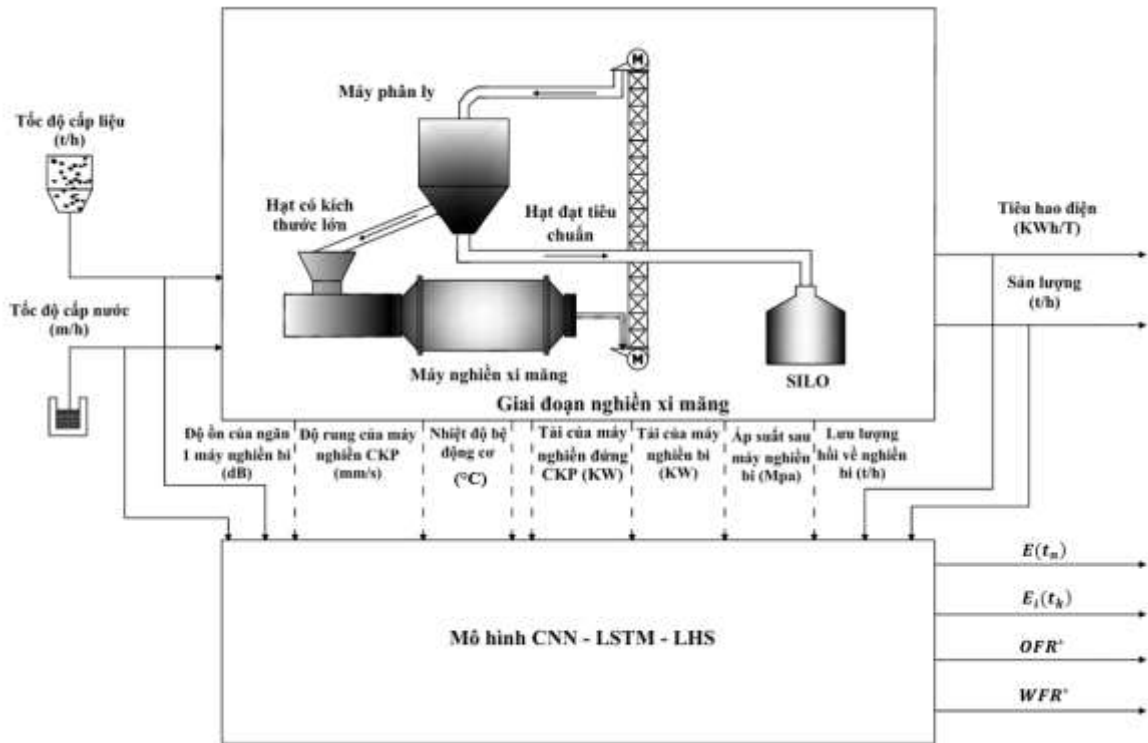 M
Máy phân ly
Tốc độ cấp liệu
(t/h)
Hạt có kích
thước lớn
Hạt đạt tiêu
chuẩn
Tiêu hao điện
(KWh/T)
Sản lượng
(t/h)
Tốc độ cấp nước
(m/h)
M
Máy nghiền xi măng
SILO
Giai đoạn nghiền xi măng
Độ ồn của ngăn
1 máy nghiền bi
(dB)
Độ rung của máy
nghiền CKP
(mm/s)
Nhiệt độ bệ
động cơ
(°C)
Tải của máy
nghiền đứng
CKP (KW)
Tải của máy
nghiền bi
(KW)
Áp suất sau
máy nghiền
bi (Mpa)
Lưu lượng
hồi về nghiền
bi (t/h)
E(tₙ)
Eᵢ(tₖ)
Mô hình CNN - LSTM - LHS
OFR⁺
WFR⁺